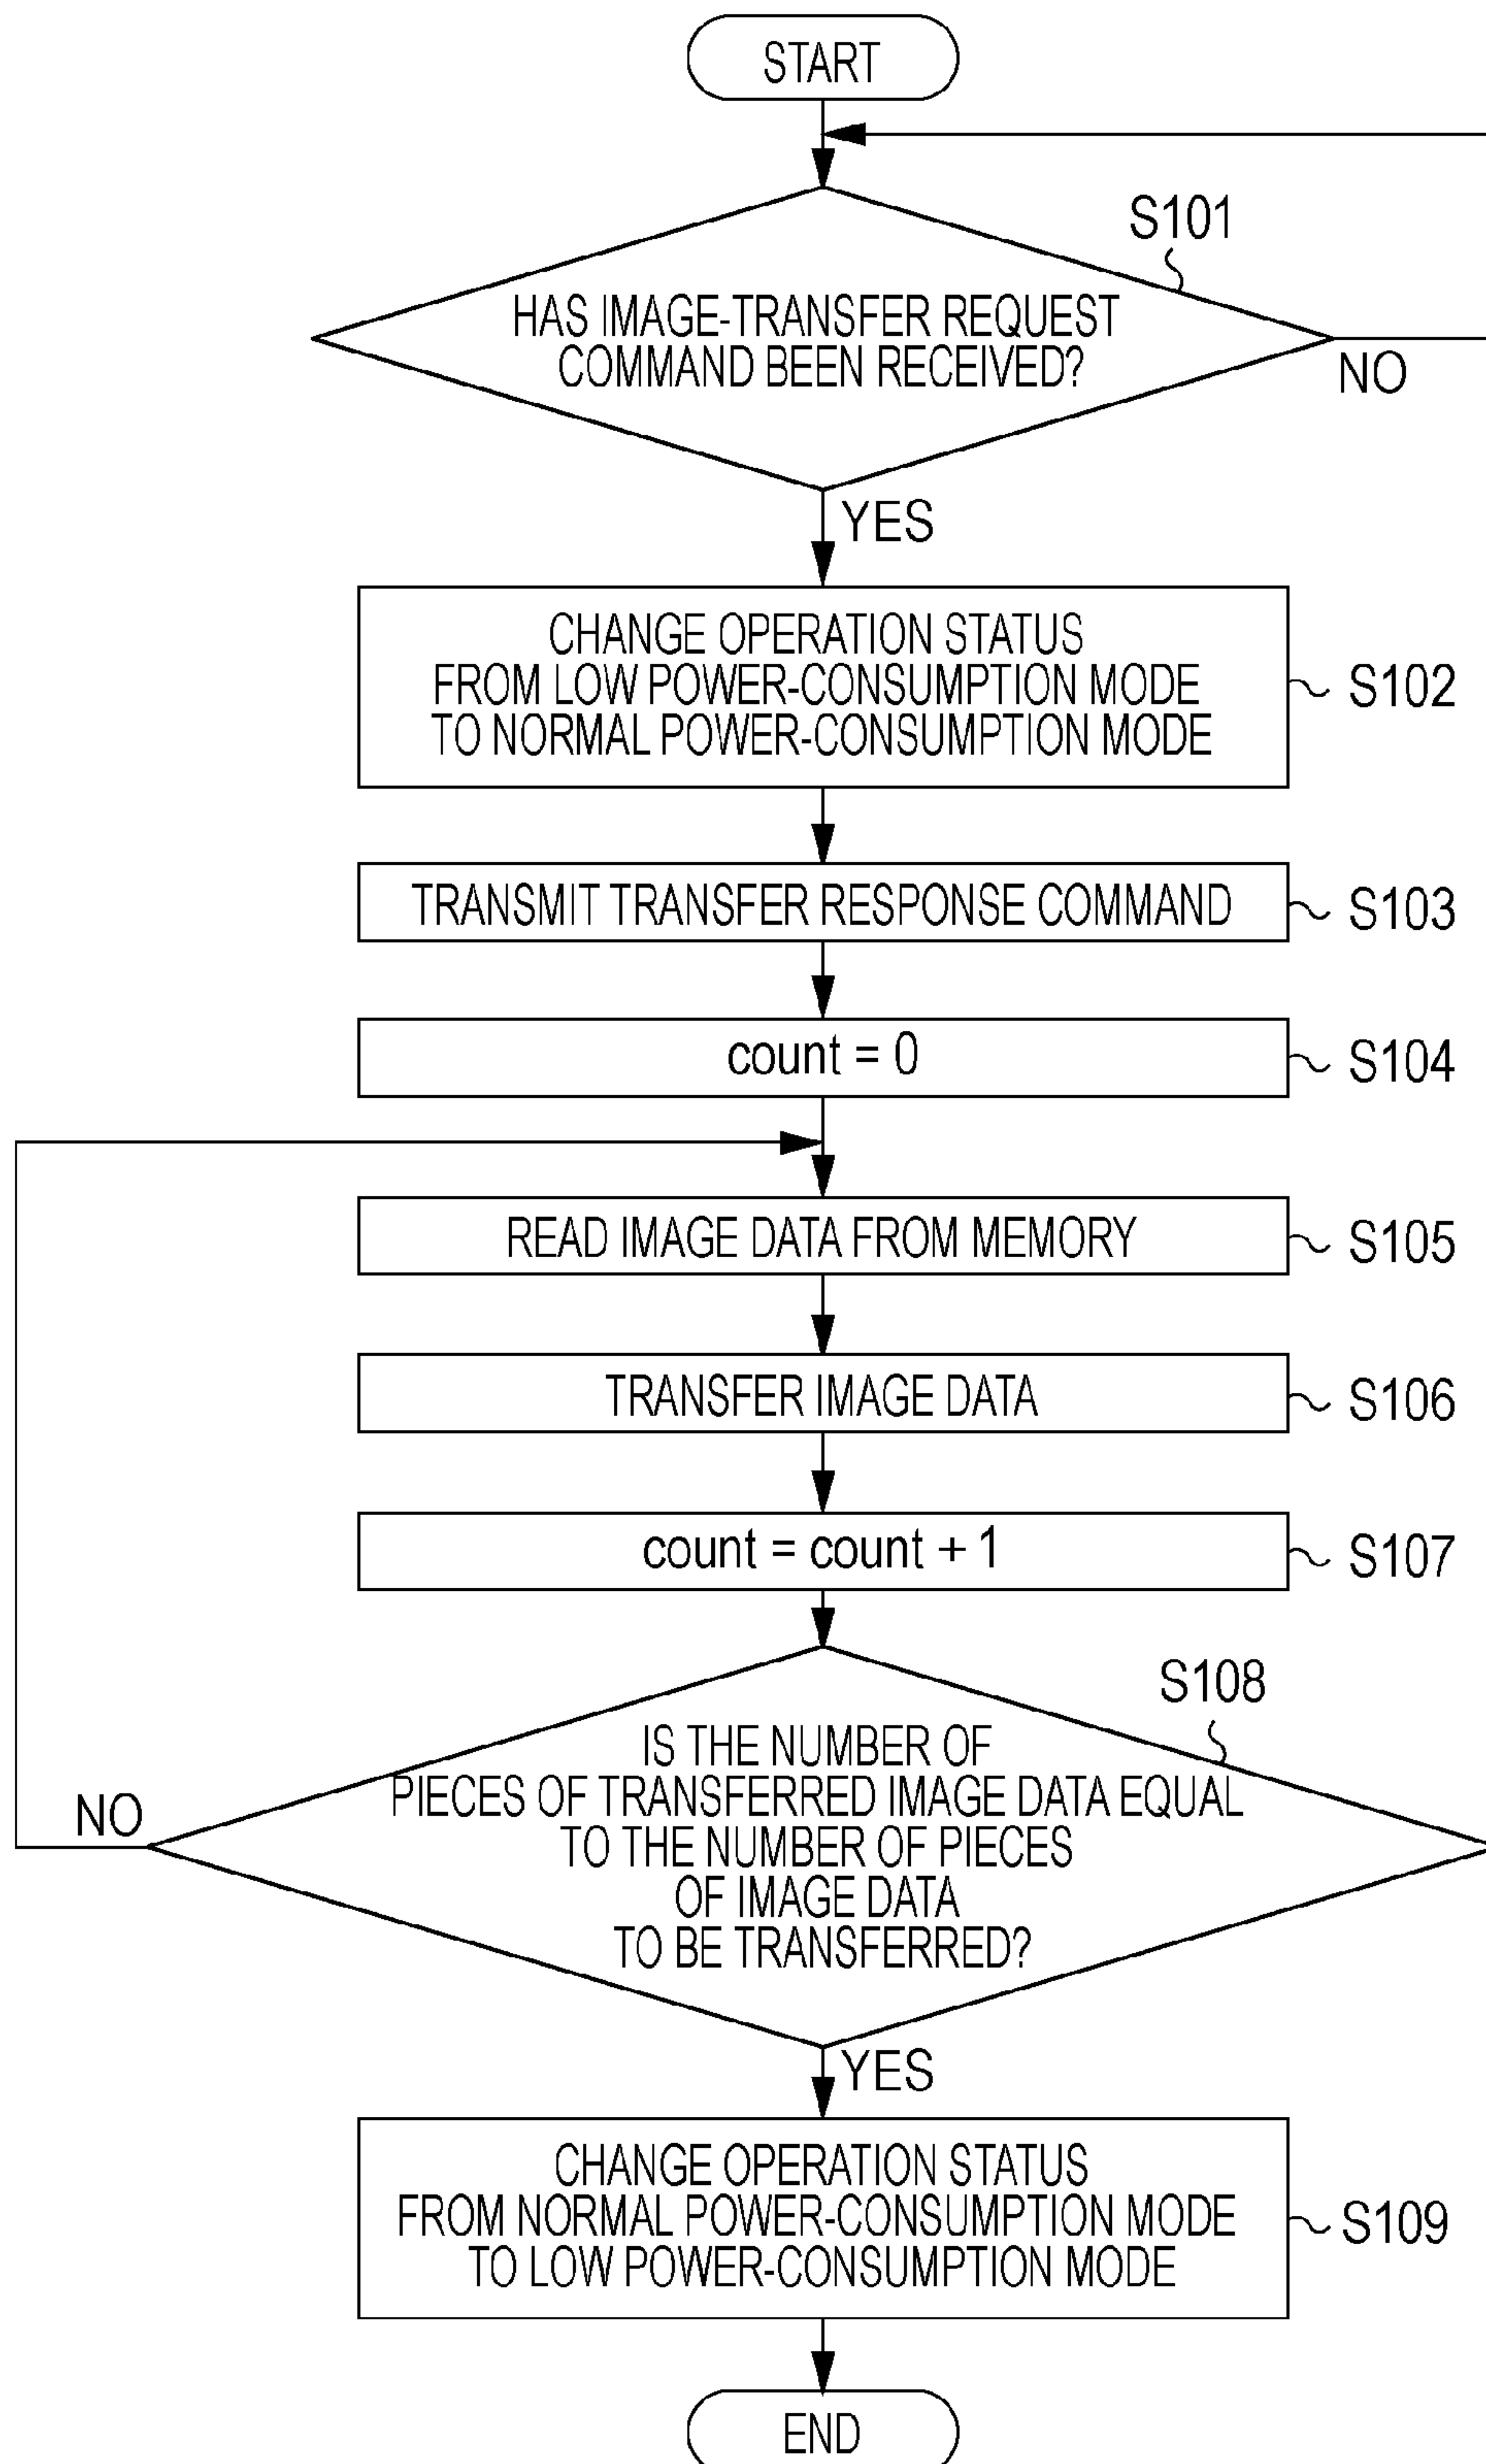 START
S101
HAS IMAGE-TRANSFER REQUEST
COMMAND BEEN RECEIVED?
NO
YES
CHANGE OPERATION STATUS
FROM LOW POWER-CONSUMPTION MODE
TO NORMAL POWER-CONSUMPTION MODE
S102
TRANSMIT TRANSFER RESPONSE COMMAND
S103
count = 0
S104
READ IMAGE DATA FROM MEMORY
S105
TRANSFER IMAGE DATA
S106
count = count + 1
S107
S108
IS THE NUMBER OF
PIECES OF TRANSFERRED IMAGE DATA EQUAL
TO THE NUMBER OF PIECES
OF IMAGE DATA
TO BE TRANSFERRED?
NO
YES
CHANGE OPERATION STATUS
FROM NORMAL POWER-CONSUMPTION MODE
TO LOW POWER-CONSUMPTION MODE
S109
END